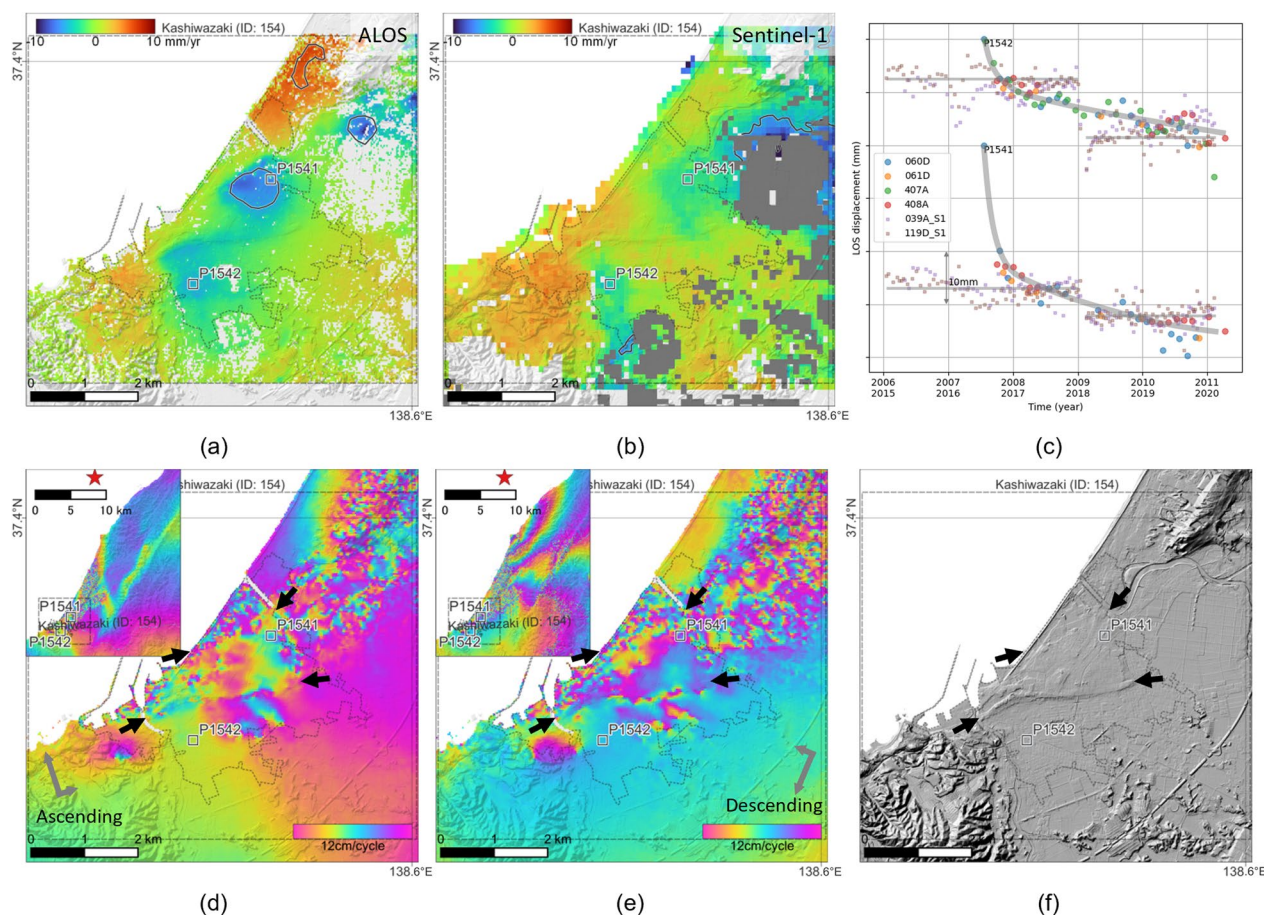 Kashiwazaki (ID: 154)
ALOS
-10 0 10 mm/yr
37.4°N
P1541
P1542
0 1 2 km
138.6°E
(a)
Kashiwazaki (ID: 154)
Sentinel-1
-10 0 10 mm/yr
37.4°N
P1541
P1542
0 1 2 km
138.6°E
(b)
P1542
P1541
LOS displacement (mm)
060D
061D
407A
408A
039A_S1
119D_S1
10mm
2006 2007 2008 2009 2010 2011
2015 2016 2017 2018 2019 2020
Time (year)
(c)
Kashiwazaki (ID: 154)
0 5 10 km
37.4°N
P1541
Kashiwazaki (ID: 154)
P1542
P1541
P1542
Ascending
0 1 2 km
12cm/cycle
138.6°E
(d)
Kashiwazaki (ID: 154)
0 5 10 km
37.4°N
P1541
Kashiwazaki (ID: 154)
P1542
P1541
P1542
Descending
0 1 2 km
12cm/cycle
138.6°E
(e)
Kashiwazaki (ID: 154)
37.4°N
P1541
P1542
0 1 2 km
138.6°E
(f)